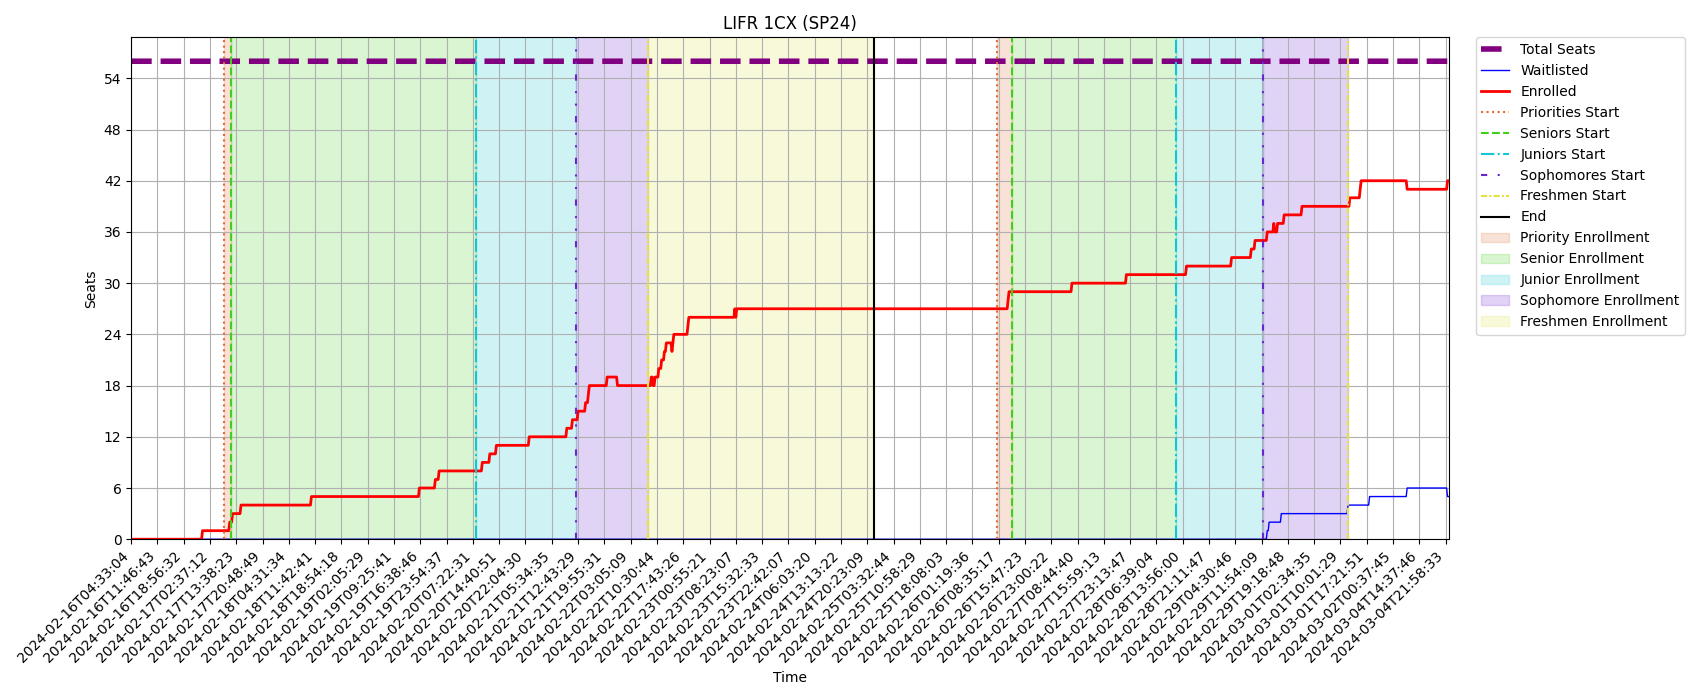 LIFR 1CX (SP24)
Seats
54
48
42
36
30
24
18
12
6
0
2024-02-16T04:33:04
2024-02-16T11:46:43
2024-02-16T18:56:32
2024-02-17T02:37:12
2024-02-17T13:38:23
2024-02-17T20:48:49
2024-02-18T04:31:34
2024-02-18T11:42:41
2024-02-18T18:54:18
2024-02-19T02:05:29
2024-02-19T09:25:41
2024-02-19T16:38:46
2024-02-19T23:54:37
2024-02-20T07:22:31
2024-02-20T14:40:51
2024-02-20T22:04:30
2024-02-21T05:34:35
2024-02-21T12:43:29
2024-02-21T19:55:31
2024-02-22T03:05:09
2024-02-22T10:30:44
2024-02-22T17:43:26
2024-02-23T00:55:21
2024-02-23T08:23:07
2024-02-23T15:32:33
2024-02-23T22:42:07
2024-02-24T06:03:20
2024-02-24T13:13:22
2024-02-24T20:23:09
2024-02-25T03:32:44
2024-02-25T10:58:29
2024-02-25T18:08:03
2024-02-26T01:19:36
2024-02-26T08:35:17
2024-02-26T15:47:23
2024-02-26T23:00:22
2024-02-27T08:44:40
2024-02-27T15:59:13
2024-02-27T23:13:47
2024-02-28T06:39:04
2024-02-28T13:56:00
2024-02-28T21:11:47
2024-02-29T04:30:46
2024-02-29T11:54:09
2024-02-29T19:18:48
2024-03-01T02:34:35
2024-03-01T10:01:29
2024-03-01T17:21:51
2024-03-02T00:37:45
2024-03-04T14:37:46
2024-03-04T21:58:33
Time
Total Seats
Waitlisted
Enrolled
Priorities Start
Seniors Start
Juniors Start
Sophomores Start
Freshmen Start
End
Priority Enrollment
Senior Enrollment
Junior Enrollment
Sophomore Enrollment
Freshmen Enrollment